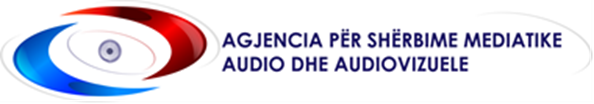 AGJENCIA PËR SHËRBIME MEDIATIKE
AUDIO DHE AUDIOVIZUELE